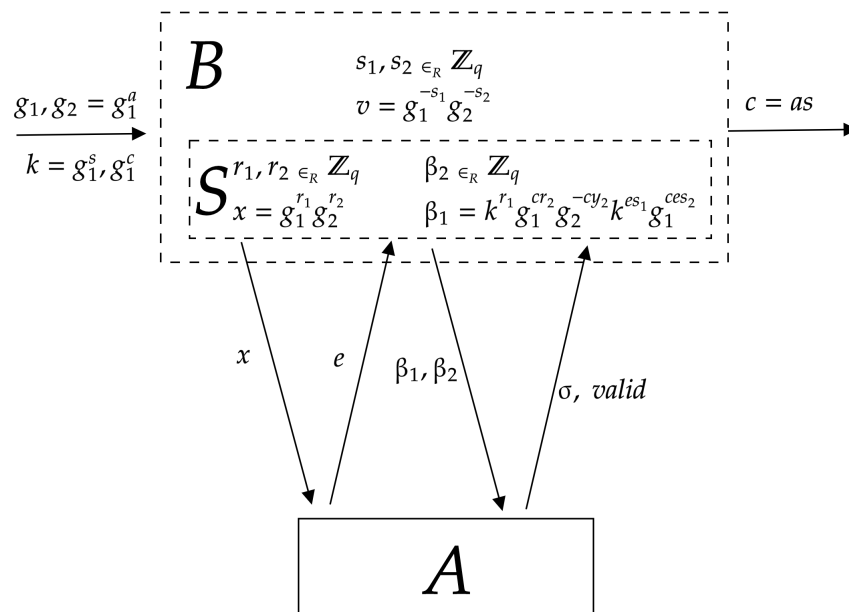 B
s₁, s₂ ∈_R ℤ_q
v = g₁^{-s₁} g₂^{-s₂}
g₁, g₂ = g₁^a
k = g₁^s, g₁^c
c = as
S
r₁, r₂ ∈_R ℤ_q
x = g₁^{r₁} g₂^{r₂}
β₂ ∈_R ℤ_q
β₁ = k^{r₁} g₁^{cr₂} g₂^{-cy₂} k^{es₁} g₁^{ces₂}
x
e
β₁, β₂
σ, valid
A